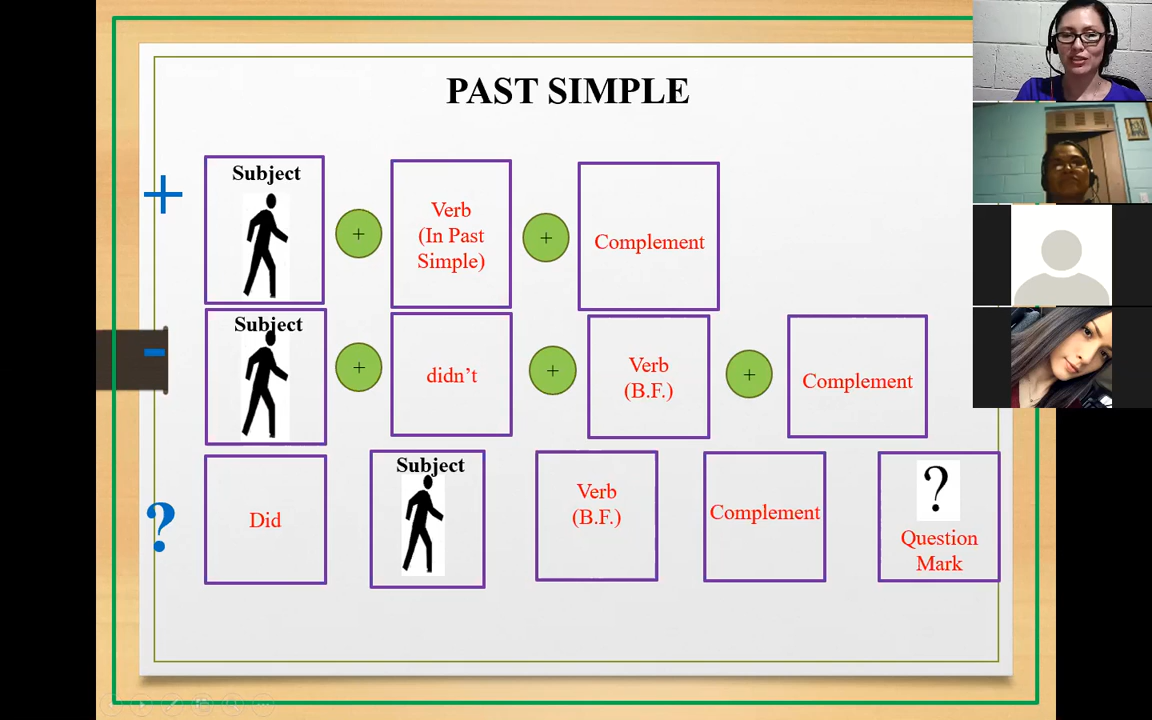 PAST SIMPLE
+
Subject
+
Verb
(In Past
Simple)
+
Complement
-
Subject
+
didn't
+
Verb
(B.F.)
+
Complement
?
Did
Subject
Verb
(B.F.)
Complement
?
Question
Mark